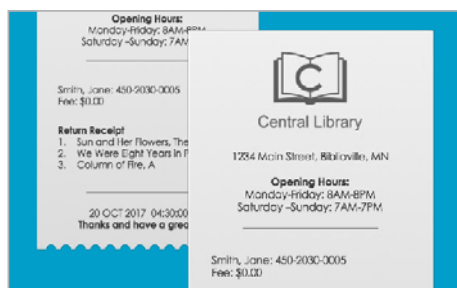 Opening Hours:
Monday-Friday: 8AM-8PM
Saturday -Sunday: 7AM
Smith, Jane: 450-2030-0005
Fee: $0.00
Return Receipt
1. Sun and Her Flowers, The
2. We Were Eight Years in
3. Column of Fire, A
20 OCT 2017 04:30:00
Thanks and have a
C
Central Library
1234 Main Street, Biblioville, MN
Opening Hours:
Monday-Friday: 8AM-8PM
Saturday -Sunday: 7AM-7PM
Smith, Jane: 450-2030-0005
Fee: $0.00